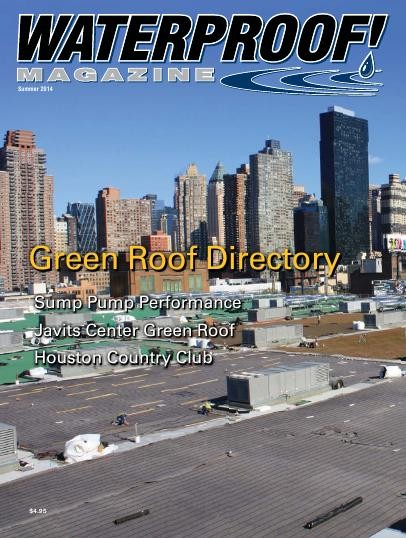 WATERPROOF!
MAGAZINE
Summer 2014
Green Roof Directory
Sump Pump Performance
Javits Center Green Roof
Houston Country Club
$4.95